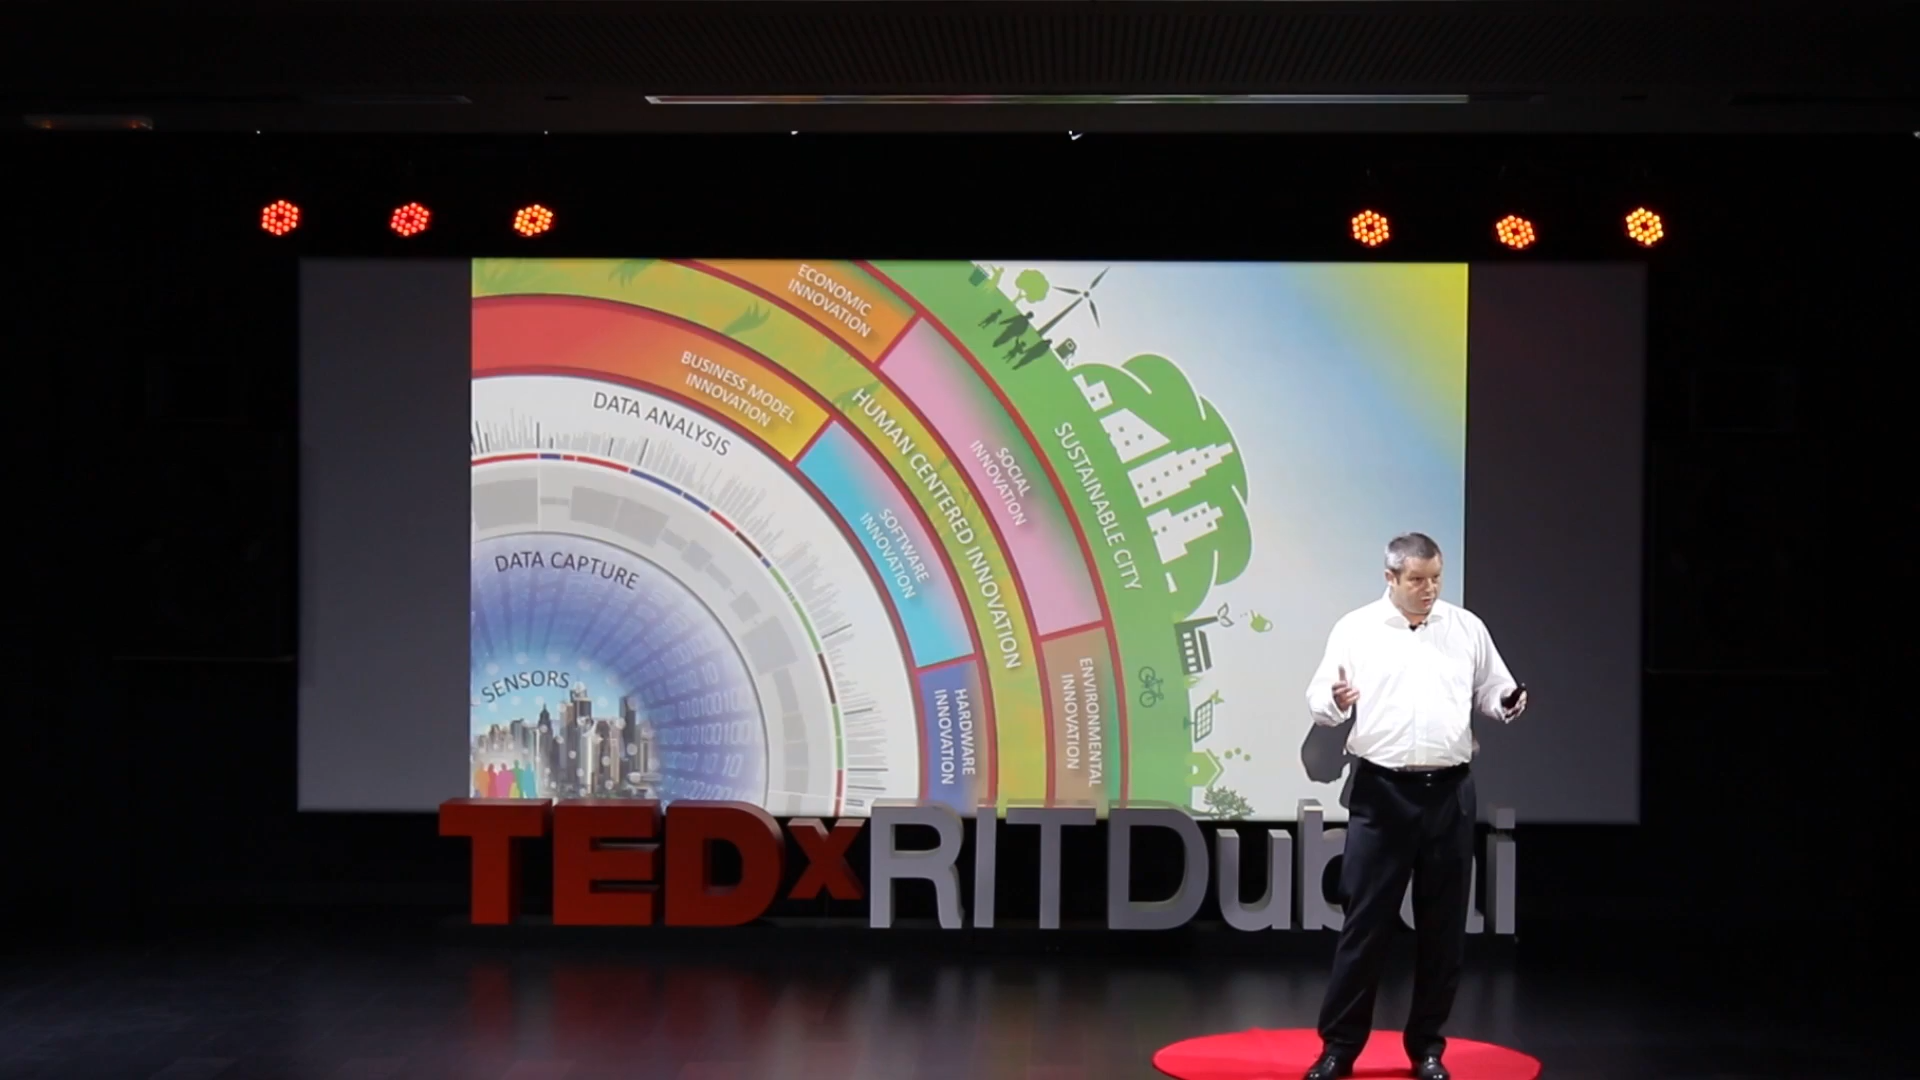 ECONOMIC
INNOVATION
BUSINESS MODEL
INNOVATION
DATA ANALYSIS
HUMAN CENTERED INNOVATION
SOCIAL
INNOVATION
SUSTAINABLE CITY
SOFTWARE
INNOVATION
DATA CAPTURE
SENSORS
HARDWARE
INNOVATION
ENVIRONMENTAL
INNOVATION
TEDxRITDubai